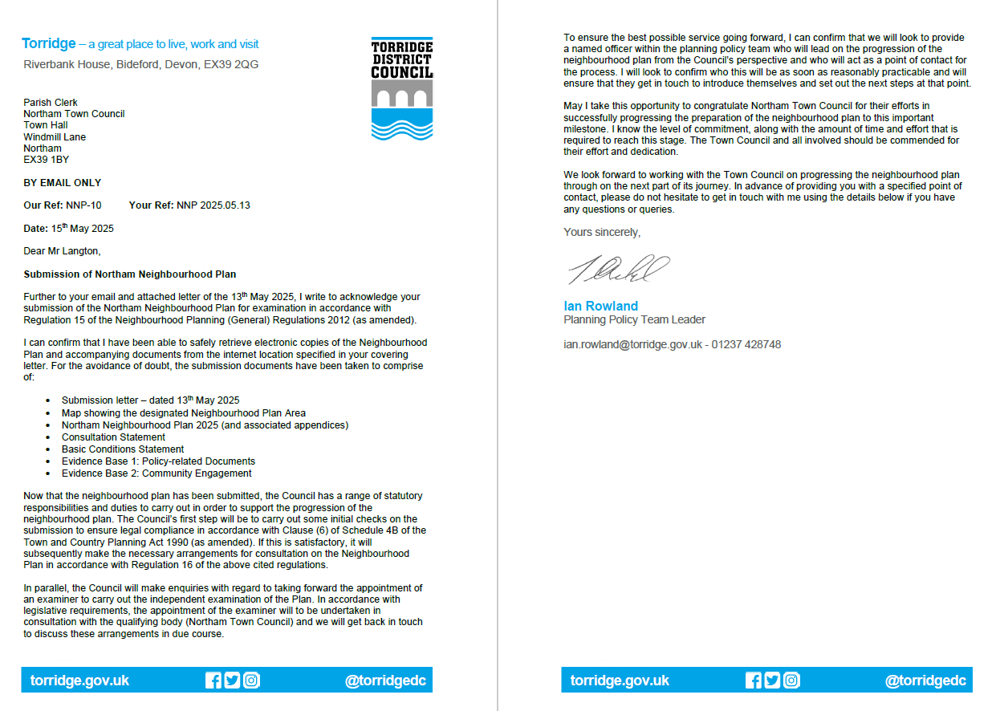 Torridge – a great place to live, work and visit
Riverbank House, Bideford, Devon, EX39 2QG
TORRIDGE
DISTRICT
COUNCIL
Parish Clerk
Northam Town Council
Town Hall
Windmill Lane
Northam
EX39 1BY
BY EMAIL ONLY
Our Ref: NNP-10 Your Ref: NNP 2025.05.13
Date: 15th May 2025
Dear Mr Langton,
Submission of Northam Neighbourhood Plan
Further to your email and attached letter of the 13th May 2025, I write to acknowledge your
submission of the Northam Neighbourhood Plan for examination in accordance with
Regulation 15 of the Neighbourhood Planning (General) Regulations 2012 (as amended).
I can confirm that I have been able to safely retrieve electronic copies of the Neighbourhood
Plan and accompanying documents from the internet location specified in your covering
letter. For the avoidance of doubt, the submission documents have been taken to comprise
of:
• Submission letter – dated 13th May 2025
• Map showing the designated Neighbourhood Plan Area
• Northam Neighbourhood Plan 2025 (and associated appendices)
• Consultation Statement
• Basic Conditions Statement
• Evidence Base 1: Policy-related Documents
• Evidence Base 2: Community Engagement
Now that the neighbourhood plan has been submitted, the Council has a range of statutory
responsibilities and duties to carry out in order to support the progression of the
neighbourhood plan. The Council's first step will be to carry out some initial checks on the
submission to ensure legal compliance in accordance with Clause (6) of Schedule 4B of the
Town and Country Planning Act 1990 (as amended). If this is satisfactory, it will
subsequently make the necessary arrangements for consultation on the Neighbourhood
Plan in accordance with Regulation 16 of the above cited regulations.
In parallel, the Council will make enquiries with regard to taking forward the appointment of
an examiner to carry out the independent examination of the Plan. In accordance with
legislative requirements, the appointment of the examiner will to be undertaken in
consultation with the qualifying body (Northam Town Council) and we will get back in touch
to discuss these arrangements in due course.
torridge.gov.uk @torridgedc
To ensure the best possible service going forward, I can confirm that we will look to provide
a named officer within the planning policy team who will lead on the progression of the
neighbourhood plan from the Council's perspective and who will act as a point of contact for
the process. I will look to confirm who this will be as soon as reasonably practicable and will
ensure that they get in touch to introduce themselves and set out the next steps at that point.
May I take this opportunity to congratulate Northam Town Council for their efforts in
successfully progressing the preparation of the neighbourhood plan to this important
milestone. I know the level of commitment, along with the amount of time and effort that is
required to reach this stage. The Town Council and all involved should be commended for
their effort and dedication.
We look forward to working with the Town Council on progressing the neighbourhood plan
through on the next part of its journey. In advance of providing you with a specified point of
contact, please do not hesitate to get in touch with me using the details below if you have
any questions or queries.
Yours sincerely,
Ian Rowland
Planning Policy Team Leader
ian.rowland@torridge.gov.uk - 01237 428748
torridge.gov.uk @torridgedc